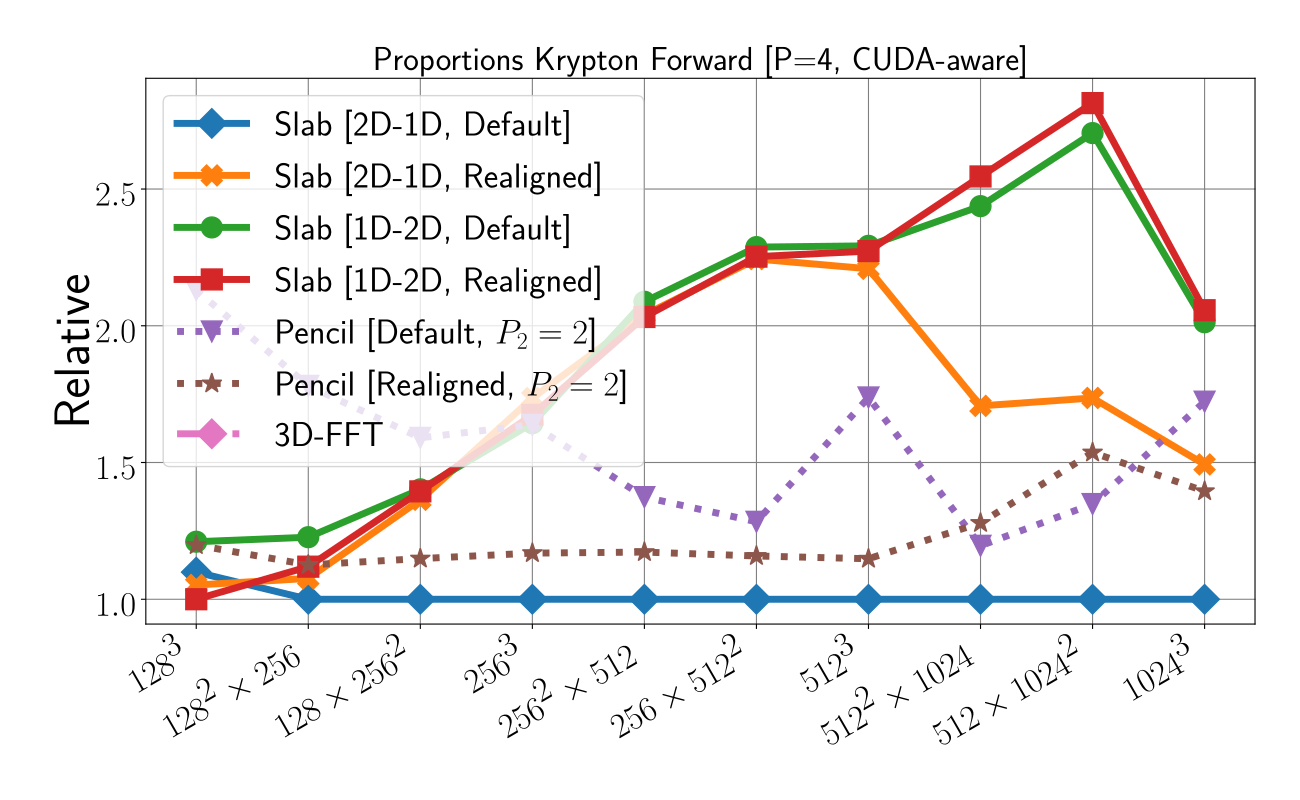 Proportions Krypton Forward [P=4, CUDA-aware]
Slab [2D-1D, Default]
Slab [2D-1D, Realigned]
Slab [1D-2D, Default]
Slab [1D-2D, Realigned]
Pencil [Default, P₂ = 2]
Pencil [Realigned, P₂ = 2]
3D-FFT
Relative
2.5
2.0
1.5
1.0
128³
128² × 256
128 × 256²
256³
256² × 512
256 × 512²
512³
512² × 1024
512 × 1024²
1024³